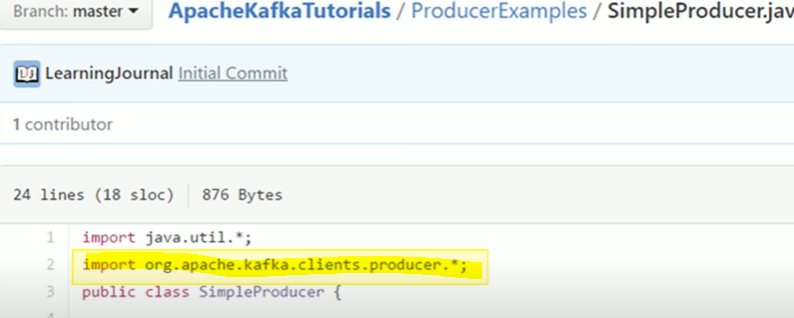 Branch: master ApacheKafkaTutorials / ProducerExamples / SimpleProducer.jav
LJ LearningJournal Initial Commit
1 contributor
24 lines (18 sloc) 876 Bytes
1 import java.util.*;
2 import org.apache.kafka.clients.producer.*;
3 public class SimpleProducer {